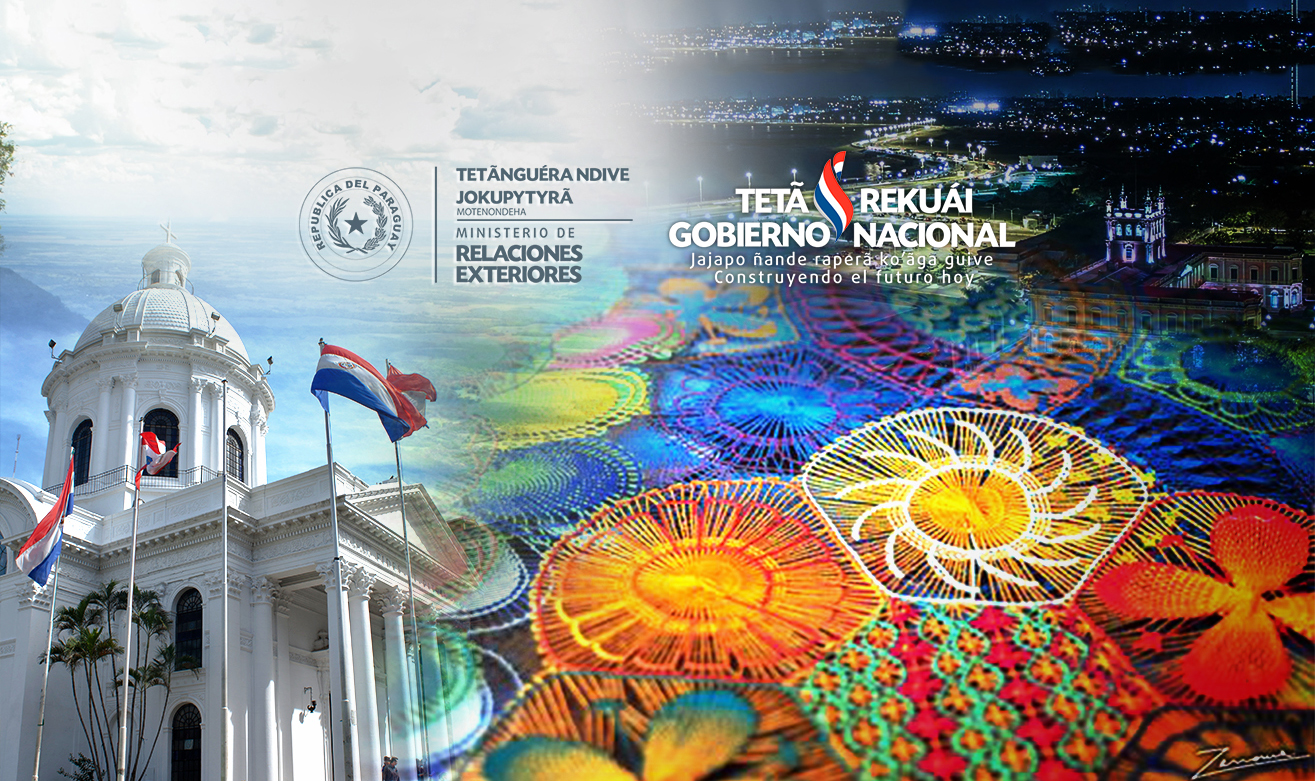 REPUBLICA DEL PARAGUAY
TETÃNGUÉRA NDIVE
JOKUPYTYRÃ
MOTENONDEHA
MINISTERIO DE
RELACIONES
EXTERIORES
TETÃ REKUÁI
GOBIERNO NACIONAL
Jajapo ñande raperã ko'ãga guive
Construyendo el futuro hoy